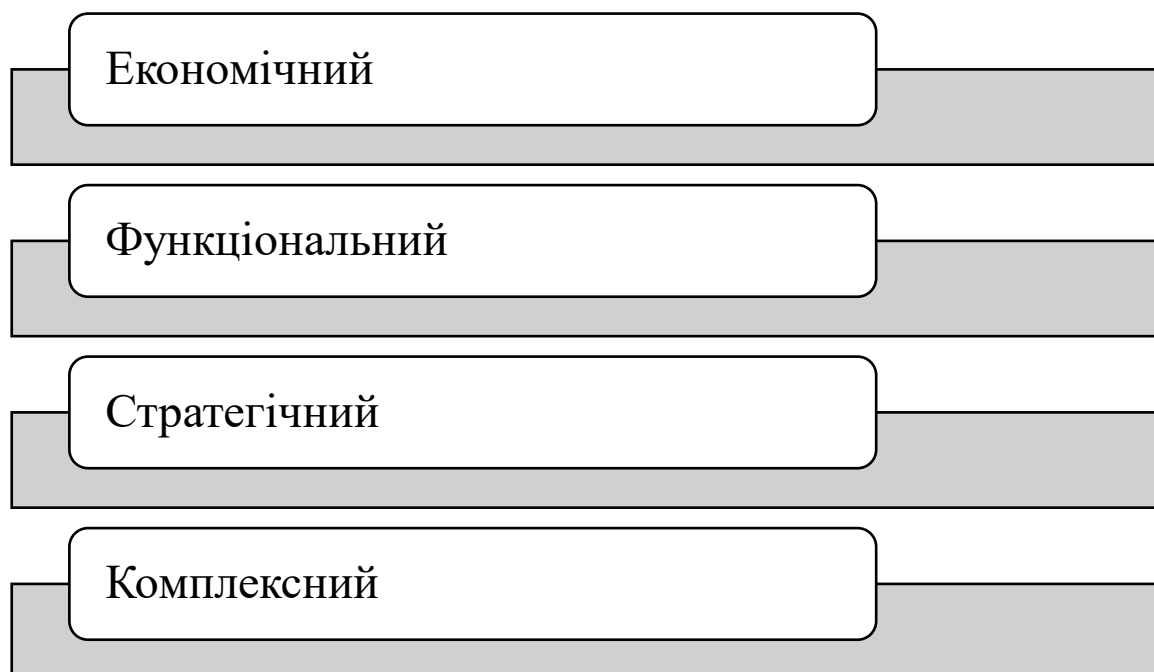 Економічний
Функціональний
Стратегічний
Комплексний